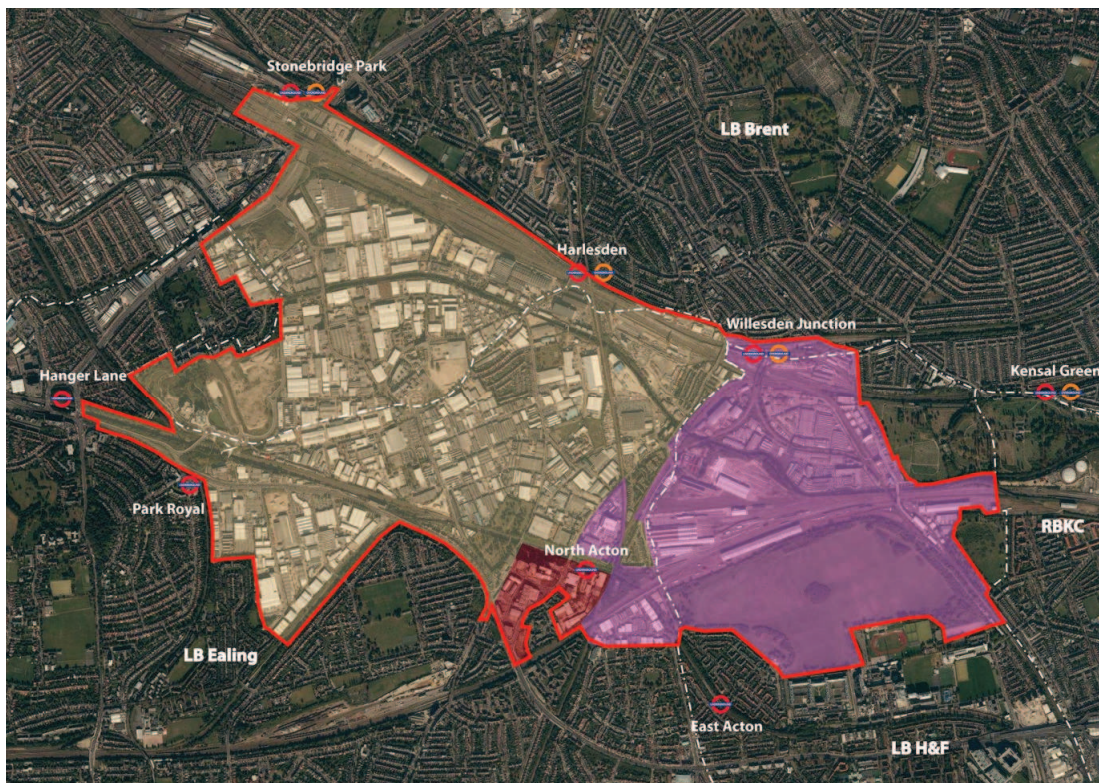 Stonebridge Park
LB Brent
Harlesden
Willesden Junction
Hanger Lane
Kensal Green
Park Royal
RBKC
North Acton
LB Ealing
East Acton
LB H&F